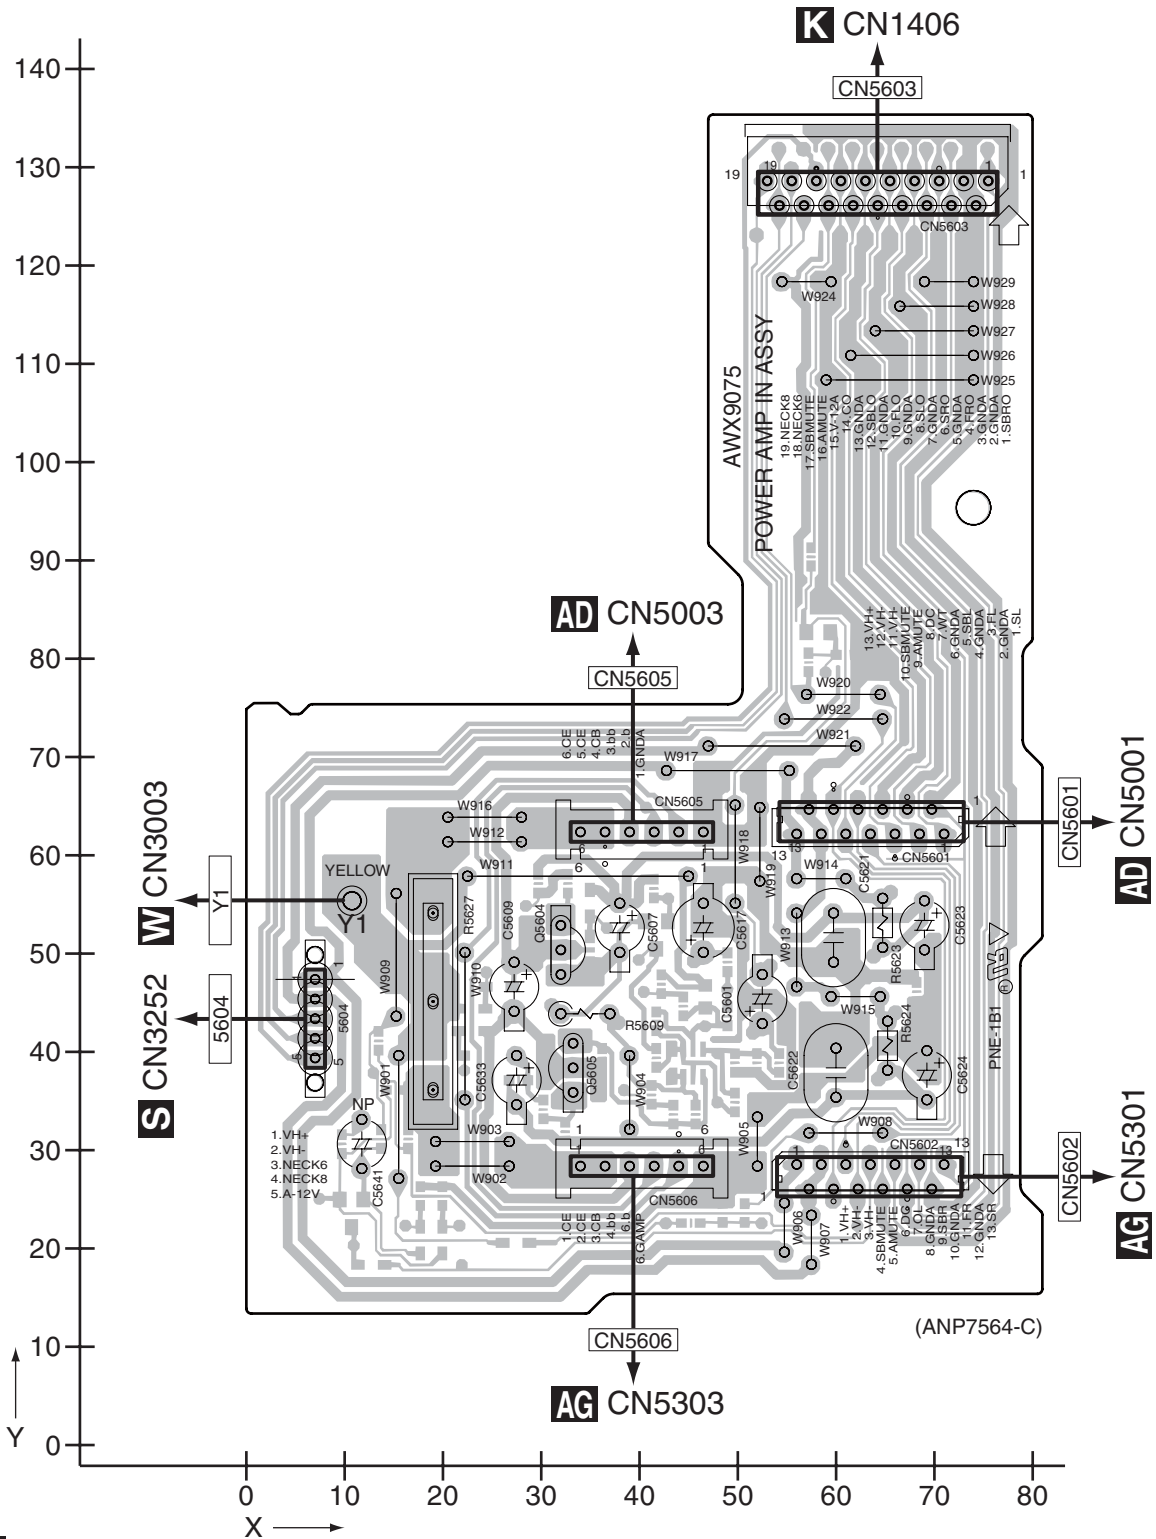 K CN1406
CN5603
140
130
120
110
100
90
80
70
60
50
40
30
20
10
0
Y
0 10 20 30 40 50 60 70 80
X
19
19
1
1
CN5603
W924
W929
W928
W927
W926
W925
AWX9075
POWER AMP IN ASSY
19.NECK8
18.NECK6
17.SBMUTE
16.AMUTE
15.V-12A
14.CO
13.GNDA
12.SBLO
11.GNDA
10.FLO
9.GNDA
8.SLO
7.GNDA
6.SRO
5.GNDA
4.FRO
3.GNDA
2.GNDA
1.SBRO
AD CN5003
CN5605
13.VH+
12.VH-
11.VH-
10.SBMUTE
9.AMUTE
8.DC
7.WT
6.GNDA
5.SBL
4.GNDA
3.FL
2.GNDA
1.SL
W920
W922
W921
W917
6.CE
5.CE
4.CB
3.bb
2.b
1.GNDA
CN5605
W916
W912
W911
6
6
1
W918
W919
13
13
1
1
CN5601
CN5601
AD CN5001
W CN3003
Y1
YELLOW
Y1
S CN3252
5604
1
5604
5
5
W909
R5627
W910
C5609
Q5604
C5607
C5617
W914
C5621
W913
R5623
C5623
C5601
W915
R5624
R5609
C5633
Q5605
W904
C5622
C5624
PNE-1B1
W901
NP
C5641
1.VH+
2.VH-
3.NECK6
4.NECK8
5.A-12V
W903
W902
1
6
CN5606
W905
W908
CN5602
1
1
13
13
CN5602
AG CN5301
1.CE
2.CE
3.CB
4.bb
6.b
6.GAMP
W906
W907
1.VH+
2.VH-
3.VH-
4.SBMUTE
5.AMUTE
6.DC
7.OL
8.GNDA
9.SBR
10.GNDA
11.FR
12.GNDA
13.SR
CN5606
AG CN5303
(ANP7564-C)